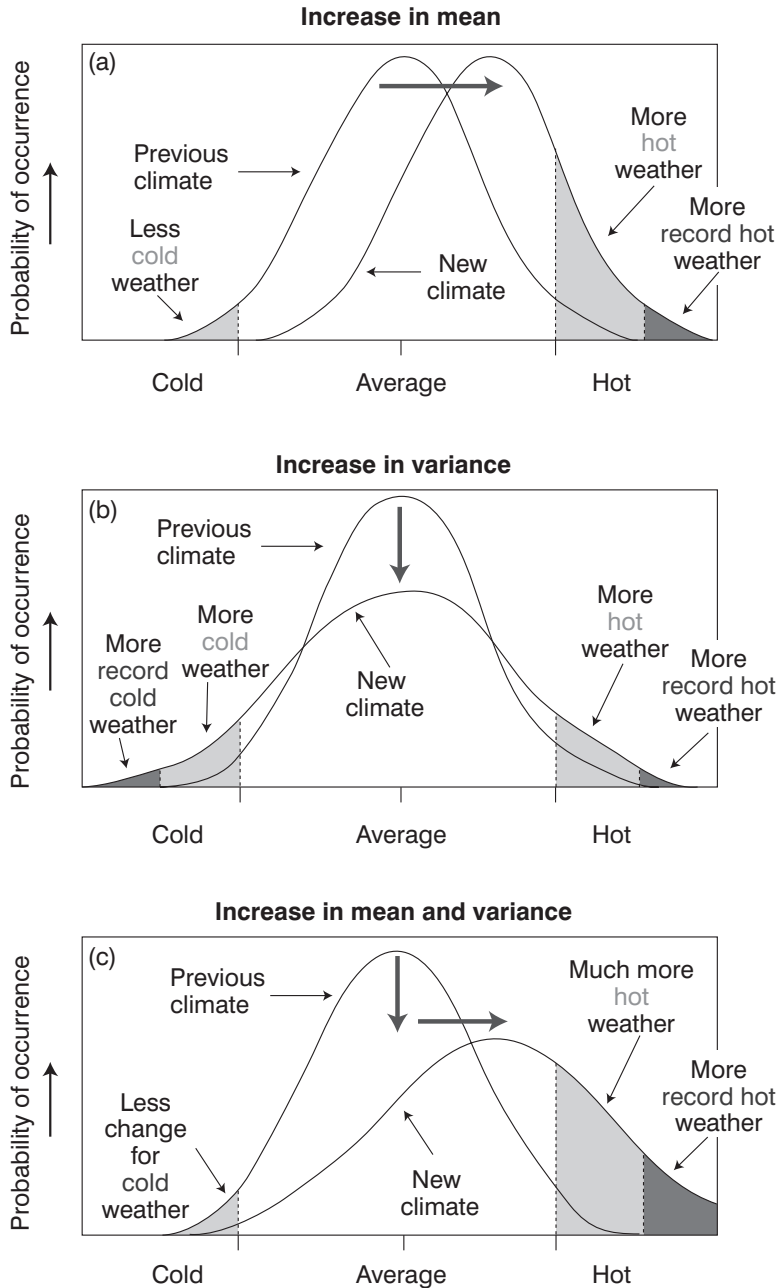 Increase in mean
(a)
Probability of occurrence
Previous
climate
Less
cold
weather
New
climate
More
hot
weather
More
record hot
weather
Cold
Average
Hot
Increase in variance
(b)
Probability of occurrence
Previous
climate
More
record
cold
weather
More
cold
weather
New
climate
More
hot
weather
More
record hot
weather
Cold
Average
Hot
Increase in mean and variance
(c)
Probability of occurrence
Previous
climate
Less
change
for
cold
weather
New
climate
Much more
hot
weather
More
record hot
weather
Cold
Average
Hot